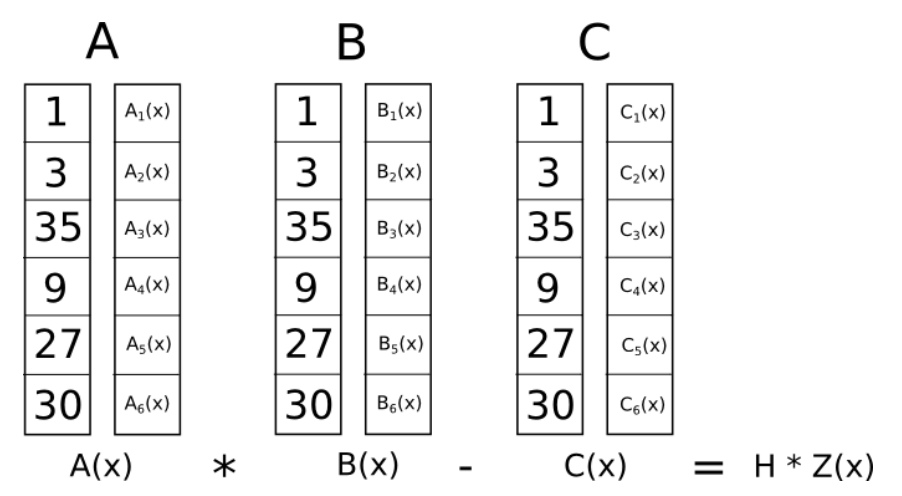 A B C
1 A₁(x) 1 B₁(x) 1 C₁(x)
3 A₂(x) 3 B₂(x) 3 C₂(x)
35 A₃(x) 35 B₃(x) 35 C₃(x)
9 A₄(x) 9 B₄(x) 9 C₄(x)
27 A₅(x) 27 B₅(x) 27 C₅(x)
30 A₆(x) 30 B₆(x) 30 C₆(x)
A(x) * B(x) - C(x) = H * Z(x)